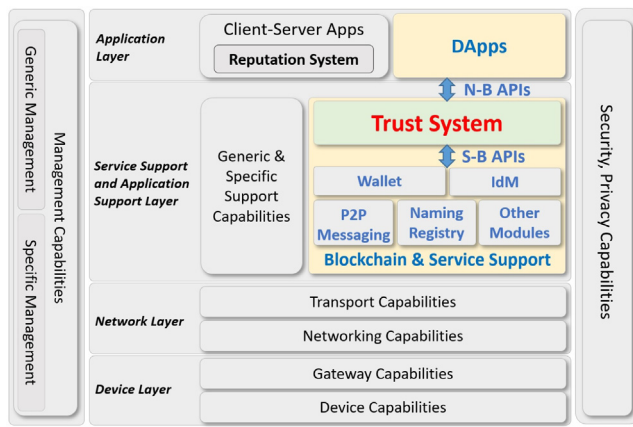 Generic Management
Specific Management
Management Capabilities
Application
Layer
Client-Server Apps
Reputation System
DApps
N-B APIs
Service Support
and Application
Support Layer
Generic &
Specific
Support
Capabilities
Trust System
S-B APIs
Wallet
IdM
P2P
Messaging
Naming
Registry
Other
Modules
Blockchain & Service Support
Network Layer
Transport Capabilities
Networking Capabilities
Device Layer
Gateway Capabilities
Device Capabilities
Security, Privacy Capabilities